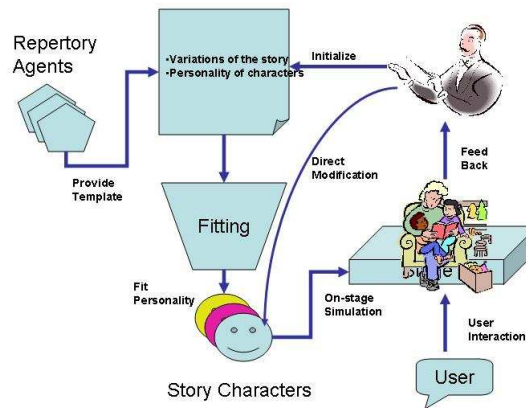 Repertory
Agents
-Variations of the story
-Personality of characters
Initialize
Provide
Template
Direct
Modification
Feed
Back
Fitting
Fit
Personality
On-stage
Simulation
User
Interaction
User
Story Characters